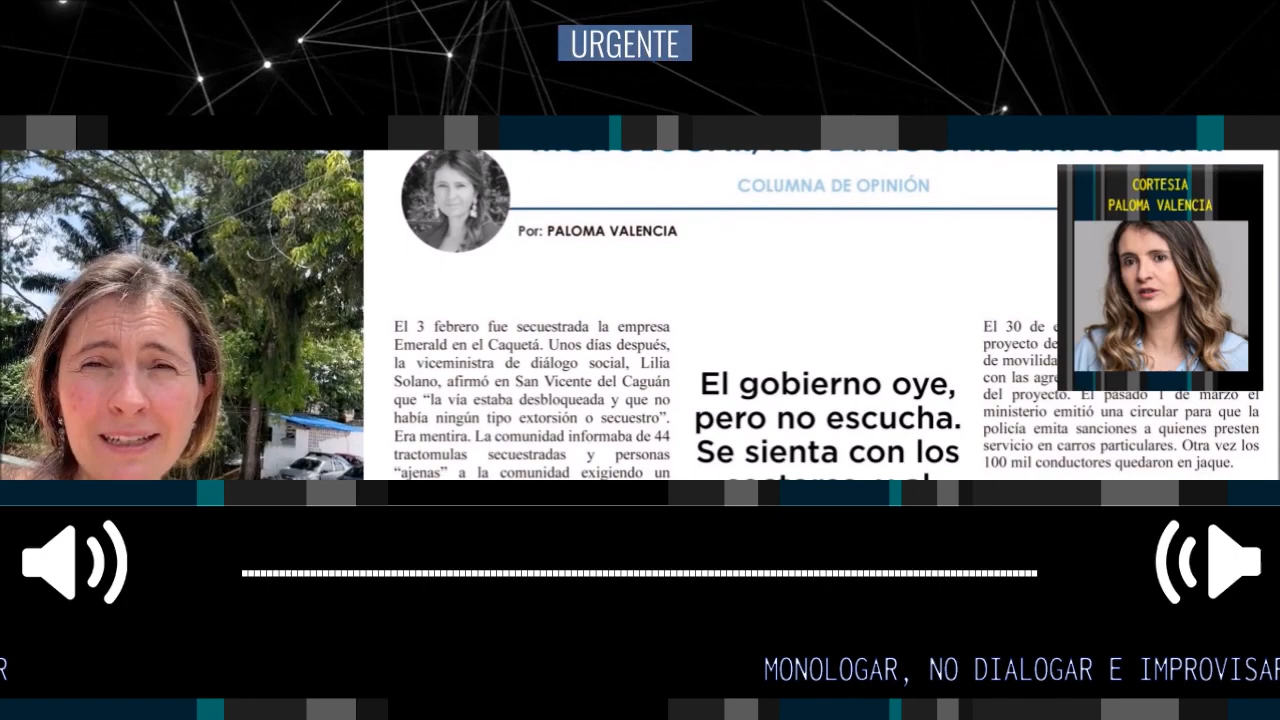 URGENTE
COLUMNA DE OPINIÓN
Por: PALOMA VALENCIA
CORTESIA
PALOMA VALENCIA
El 3 febrero fue secuestrada la empresa
Emerald en el Caquetá. Unos días después,
la viceministra de diálogo social, Lilia
Solano, afirmó en San Vicente del Caguán
que “la vía estaba desbloqueada y que no
había ningún tipo extorsión o secuestro”.
Era mentira. La comunidad informaba de 44
tractomulas secuestradas y personas
“ajenas” a la comunidad exigiendo un
El gobierno oye,
pero no escucha.
Se sienta con los
El 30 de
proyecto de
de movilida
con las agre
del proyecto. El pasado 1 de marzo el
ministerio emitió una circular para que la
policía emita sanciones a quienes presten
servicio en carros particulares. Otra vez los
100 mil conductores quedaron en jaque.
R
MONOLOGAR, NO DIALOGAR E IMPROVISAR